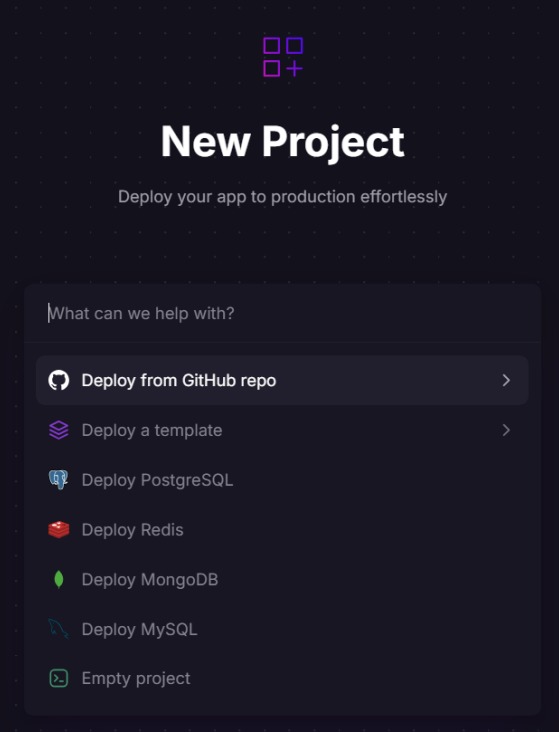 New Project
Deploy your app to production effortlessly
What can we help with?
Deploy from GitHub repo
Deploy a template
Deploy PostgreSQL
Deploy Redis
Deploy MongoDB
Deploy MySQL
Empty project